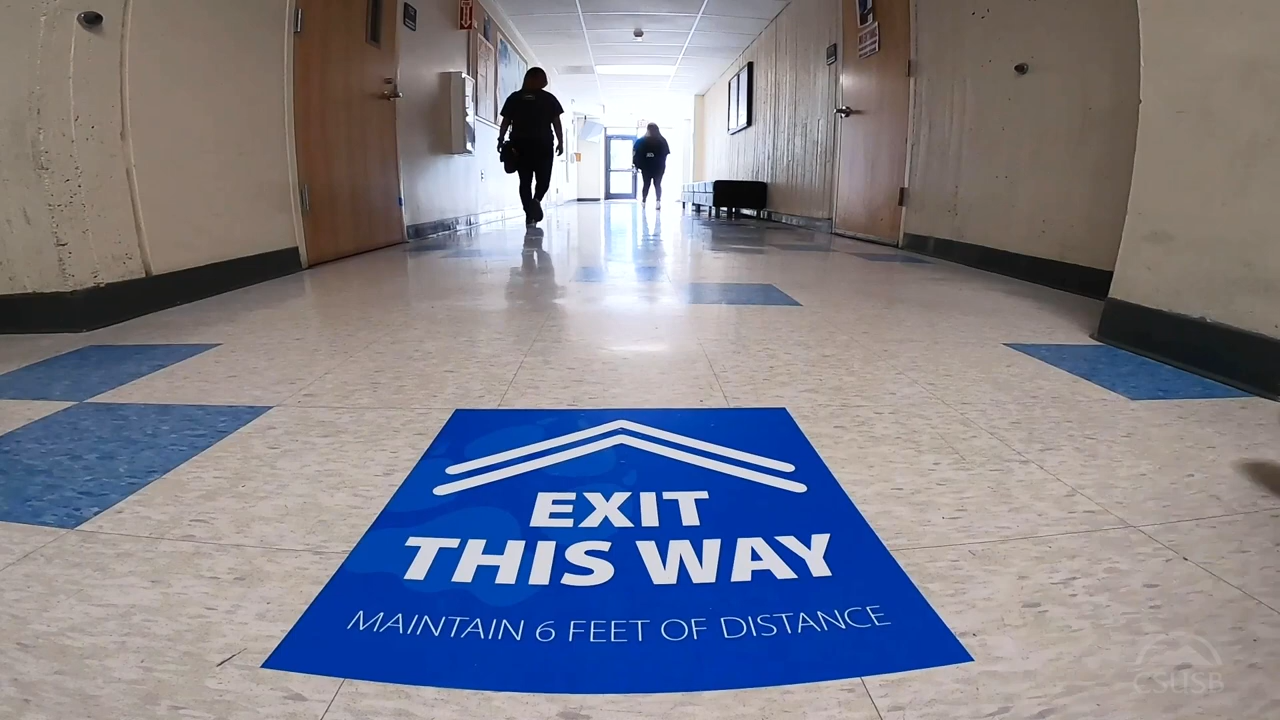 EXIT
THIS WAY
MAINTAIN 6 FEET OF DISTANCE
CSUSB